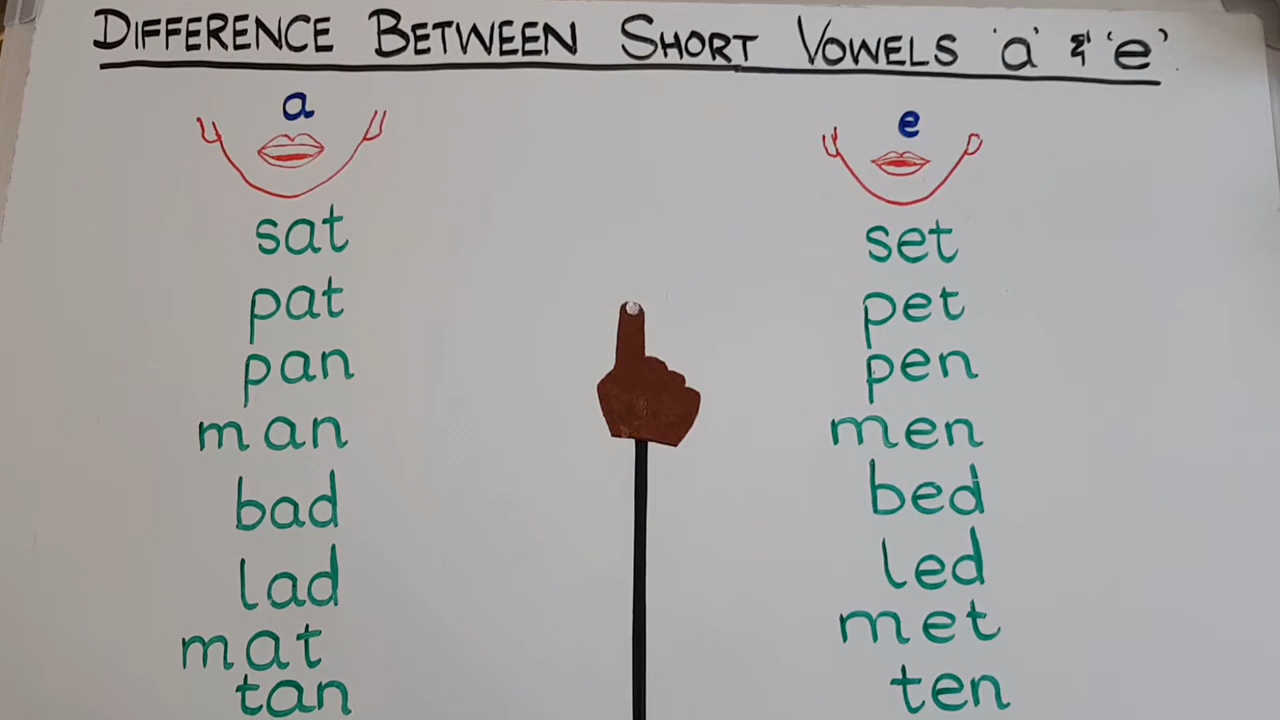 DIFFERENCE BETWEEN SHORT VOWELS 'a' & 'e'.
a e
sat set
pat pet
pan pen
man men
bad bed
lad led
mat met
tan ten